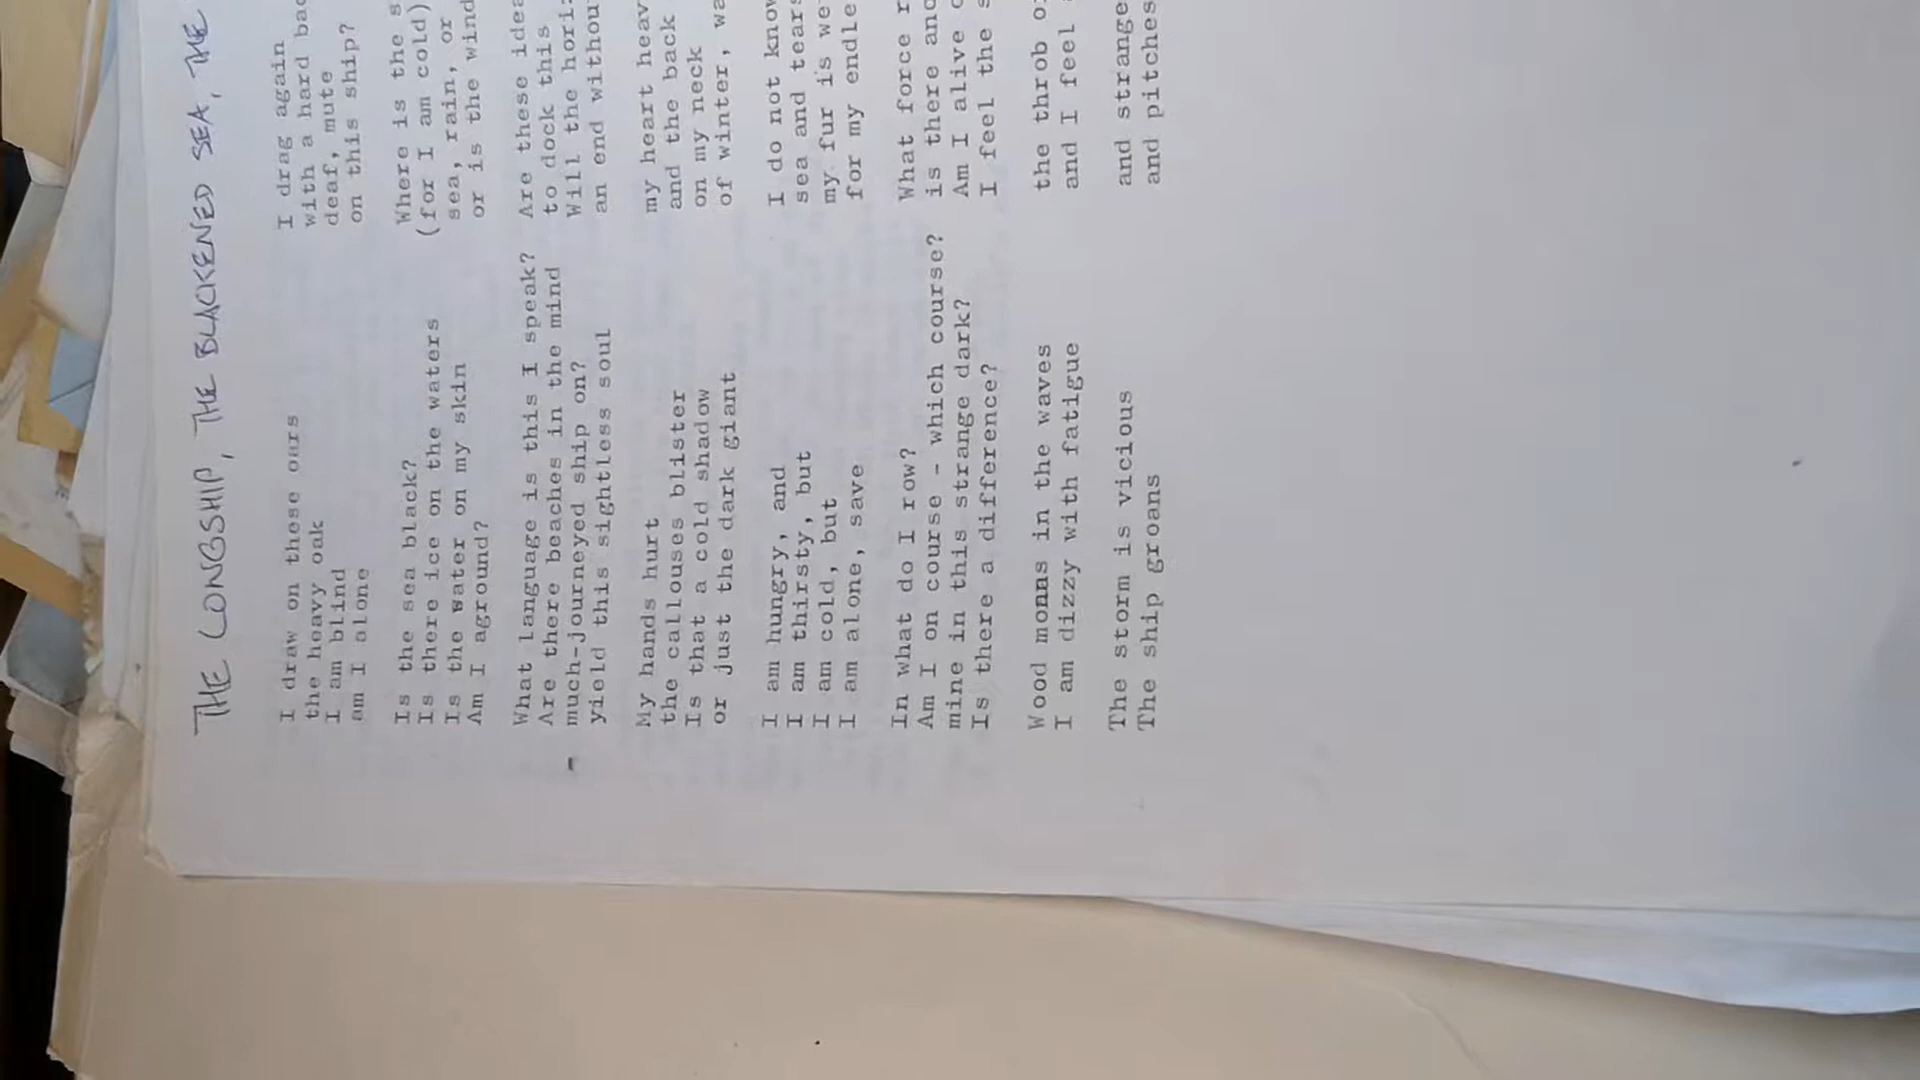 THE LONGSHIP, THE BLACKENED SEA, THE
I draw on these oars
the heavy oak
I am blind
am I alone
Is the sea black?
Is there ice on the waters
Is the water on my skin
Am I aground?
What language is this I speak?
Are there beaches in the mind
much-journeyed ship on?
yield this sightless soul
My hands hurt
the callouses blister
Is that a cold shadow
or just the dark giant
I am hungry, and
I am thirsty, but
I am cold, but
I am alone, save
In what do I row?
Am I on course - which course?
mine in this strange dark?
Is there a difference?
Wood monns in the waves
I am dizzy with fatigue
The storm is vicious
The ship groans
I drag again
with a hard
deaf, mute
on this ship?
Where is the
(for I am cold)
sea, rain, or
or is the wind
Are these
to dock this
Will the
an end
my heart
and the back
on my neck
of winter,
I do not
sea and tears
my fur is
for my
What force
is there
Am I alive
I feel the
the throb
and I feel
and strange
and pitches